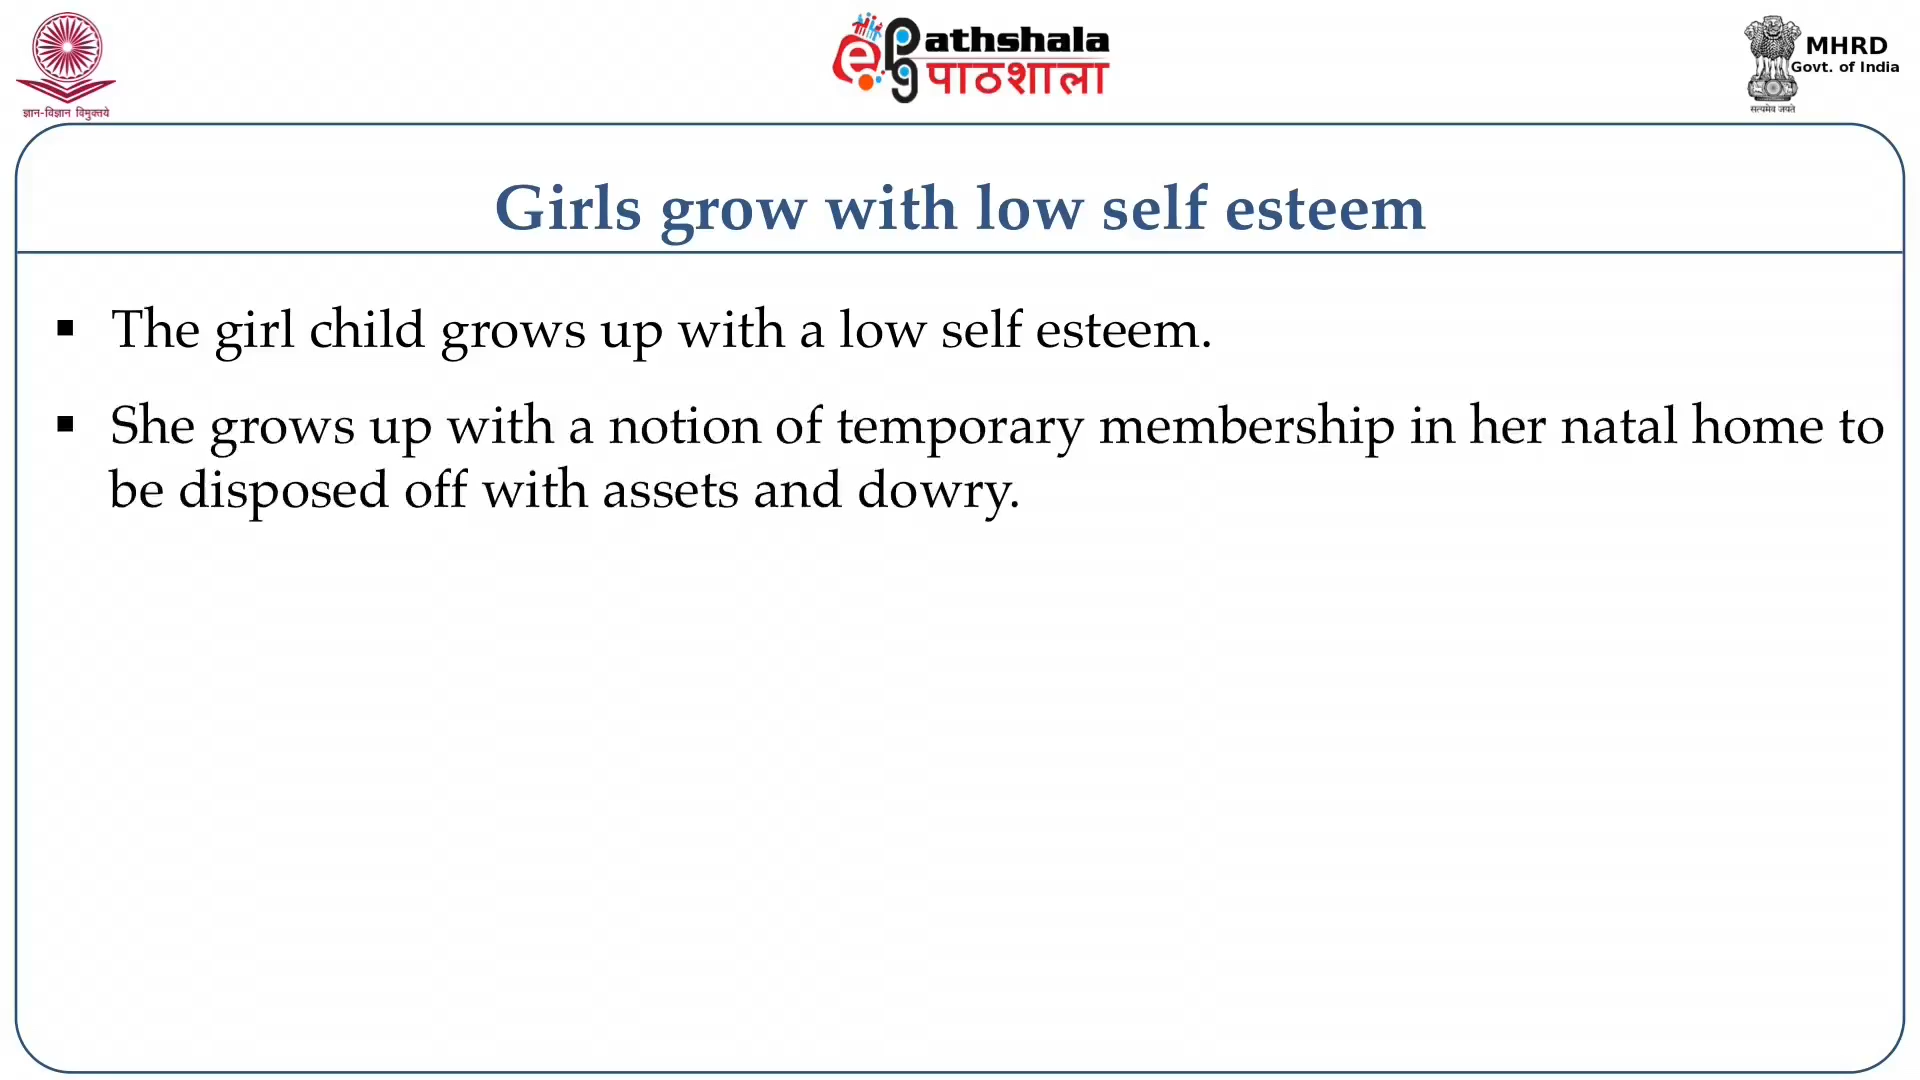 ज्ञान-विज्ञान विमुक्तये
e pg Pathshala
पाठशाला
MHRD
Govt. of India
सत्यमेव जयते
Girls grow with low self esteem
▪ The girl child grows up with a low self esteem.
▪ She grows up with a notion of temporary membership in her natal home to
be disposed off with assets and dowry.